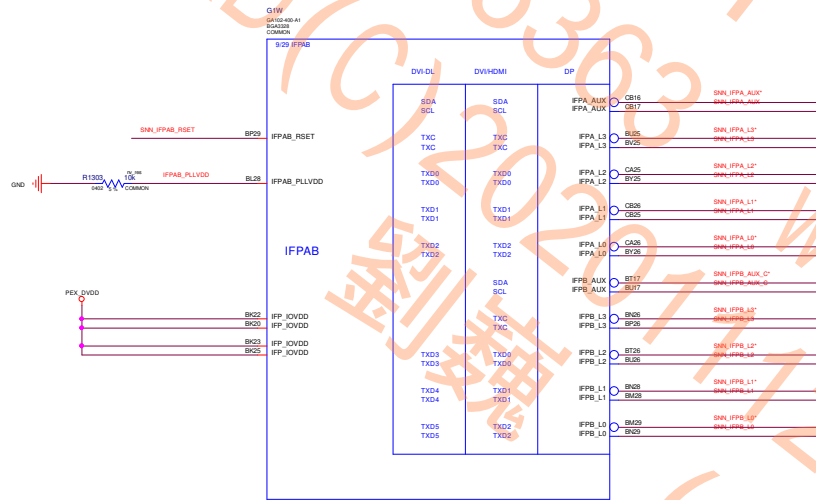 G1W
GA102-400-A1
BGA3328
COMMON
9/29 IFPAB
DVI-DL DVI/HDMI DP
SDA SDA IFPA_AUX CB16 SNN_IFPA_AUX*
SCL SCL IFPA_AUX CB17 SNN_IFPA_AUX
SNN_IFPAB_RSET BP29 IFPAB_RSET
TXC TXC IFPA_L3 BU25 SNN_IFPA_L3*
TXC TXC IFPA_L3 BV25 SNN_IFPA_L3
GND R1303 10k IFPAB_PLLVDD BL28 IFPAB_PLLVDD
0402 COMMON
TXD0 TXD0 IFPA_L2 CA25 SNN_IFPA_L2*
TXD0 TXD0 IFPA_L2 BY25 SNN_IFPA_L2
TXD1 TXD1 IFPA_L1 CB26 SNN_IFPA_L1*
TXD1 TXD1 IFPA_L1 CB25 SNN_IFPA_L1
IFPAB
TXD2 TXD2 IFPA_L0 CA26 SNN_IFPA_L0*
TXD2 TXD2 IFPA_L0 BY26 SNN_IFPA_L0
SDA IFPB_AUX BT17 SNN_IFPB_AUX_C*
SCL IFPB_AUX BU17 SNN_IFPB_AUX_C
PEX_DVDD
BK22 IFP_IOVDD
BK20 IFP_IOVDD
BK23 IFP_IOVDD
BK25 IFP_IOVDD
TXC IFPB_L3 BN26 SNN_IFPB_L3*
TXC IFPB_L3 BP26 SNN_IFPB_L3
TXD3 TXD0 IFPB_L2 BT26 SNN_IFPB_L2*
TXD3 TXD0 IFPB_L2 BU26 SNN_IFPB_L2
TXD4 TXD1 IFPB_L1 BN28 SNN_IFPB_L1*
TXD4 TXD1 IFPB_L1 BM28 SNN_IFPB_L1
TXD5 TXD2 IFPB_L0 BM29 SNN_IFPB_L0*
TXD5 TXD2 IFPB_L0 BN29 SNN_IFPB_L0
劉巍